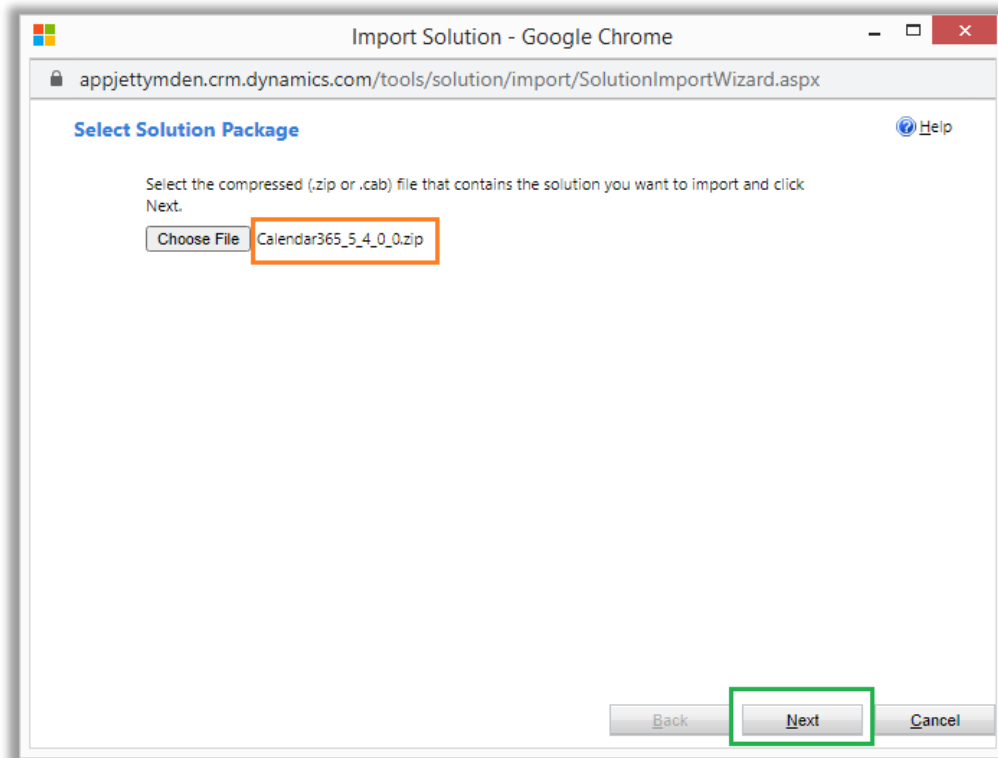 Import Solution - Google Chrome
appjettymden.crm.dynamics.com/tools/solution/import/SolutionImportWizard.aspx
Select Solution Package
Help
Select the compressed (.zip or .cab) file that contains the solution you want to import and click
Next.
Choose File Calendar365_5_4_0_0.zip
Back Next Cancel